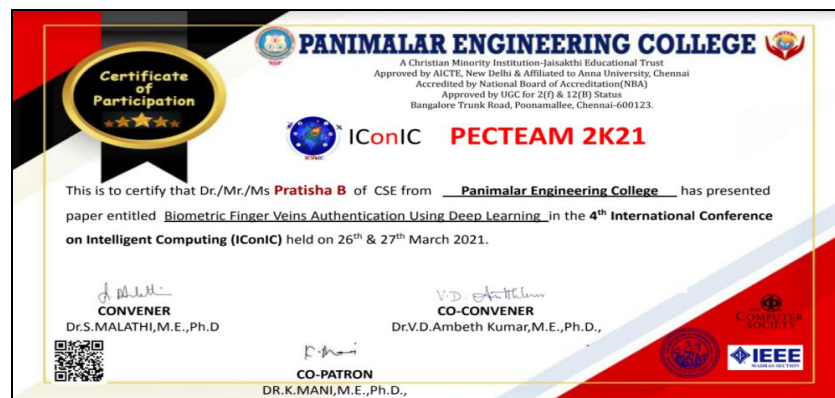 PANIMALAR ENGINEERING COLLEGE
A Christian Minority Institution-Jaisakthi Educational Trust
Approved by AICTE, New Delhi & Affiliated to Anna University, Chennai
Accredited by National Board of Accreditation(NBA)
Approved by UGC for 2(f) & 12(B) Status
Bangalore Trunk Road, Poonamallee, Chennai-600123.
Certificate
of
Participation
IConIC PECTEAM 2K21
This is to certify that Dr./Mr./Ms Pratisha B of CSE from Panimalar Engineering College has presented
paper entitled Biometric Finger Veins Authentication Using Deep Learning in the 4th International Conference
on Intelligent Computing (IConIC) held on 26th & 27th March 2021.
CONVENER
Dr.S.MALATHI,M.E.,Ph.D
V.D.
CO-CONVENER
Dr.V.D.Ambeth Kumar,M.E.,Ph.D.,
CO-PATRON
DR.K.MANI,M.E.,Ph.D.,
COMPUTER
SOCIETY
IEEE
MADRAS SECTION